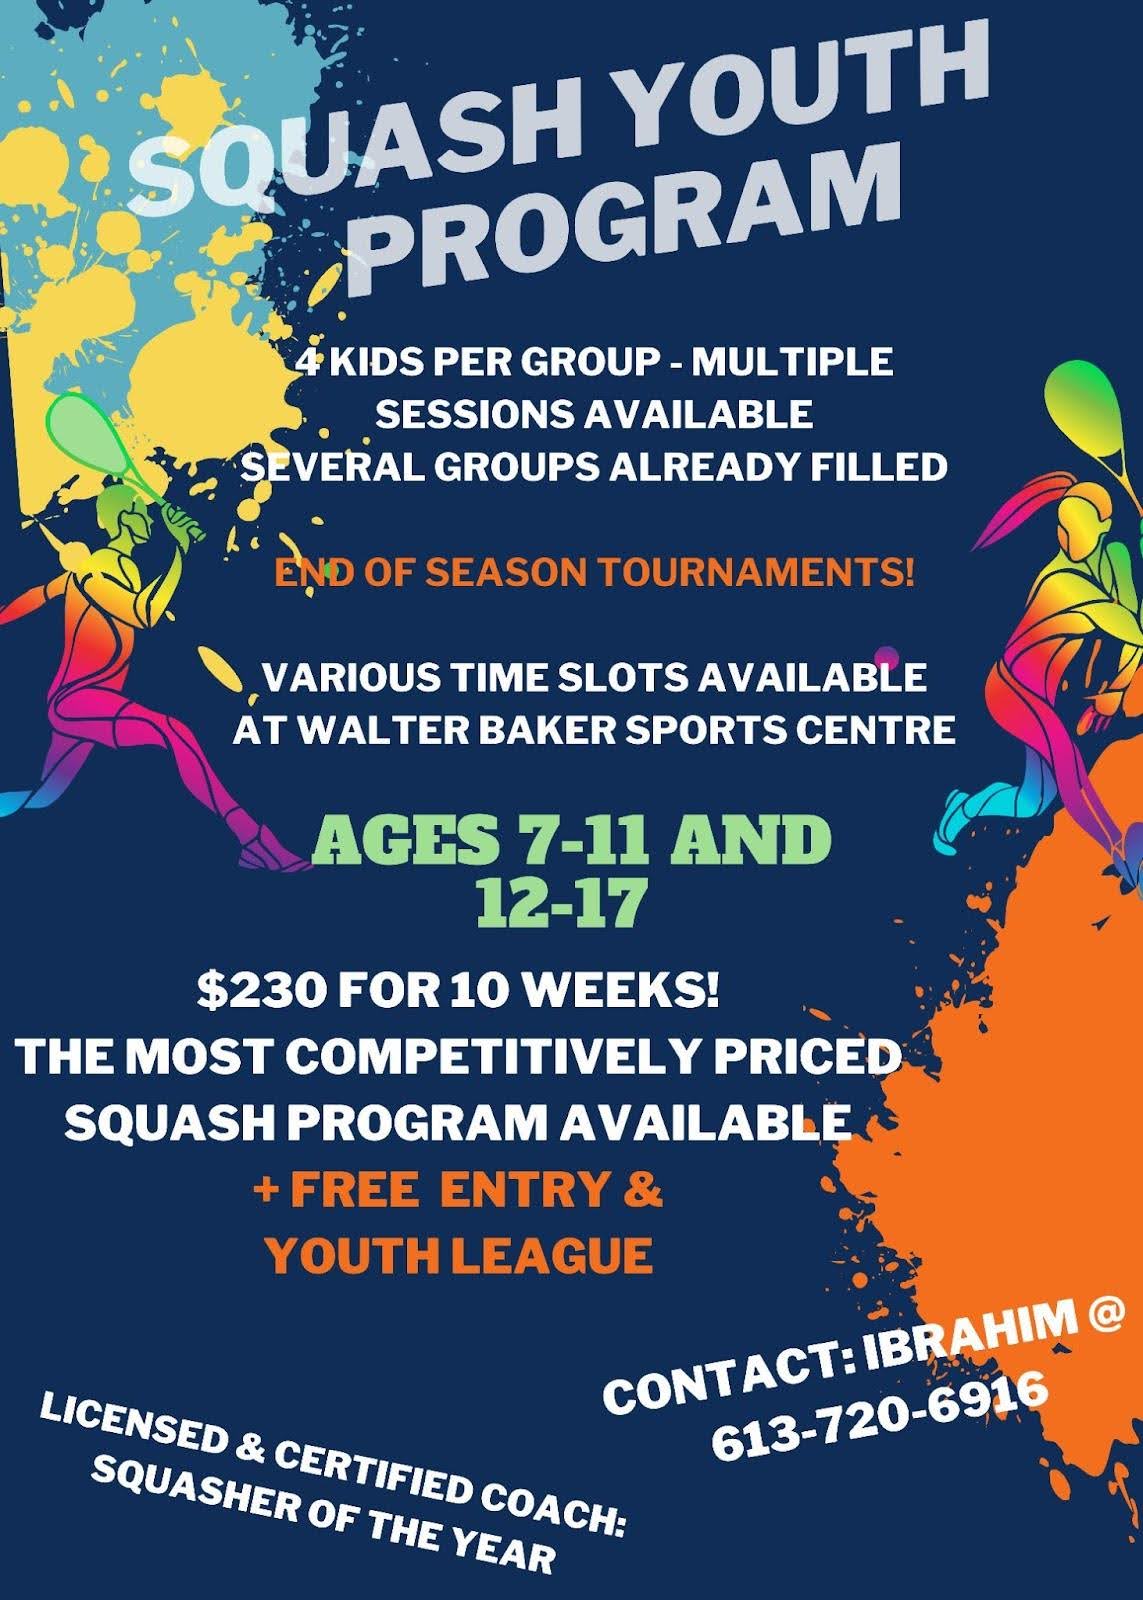 SQUASH YOUTH
PROGRAM
4 KIDS PER GROUP - MULTIPLE
SESSIONS AVAILABLE
SEVERAL GROUPS ALREADY FILLED
END OF SEASON TOURNAMENTS!
VARIOUS TIME SLOTS AVAILABLE
AT WALTER BAKER SPORTS CENTRE
AGES 7-11 AND
12-17
$230 FOR 10 WEEKS!
THE MOST COMPETITIVELY PRICED
SQUASH PROGRAM AVAILABLE
+ FREE ENTRY &
YOUTH LEAGUE
CONTACT: IBRAHIM @
613-720-6916
LICENSED & CERTIFIED COACH:
SQUASHER OF THE YEAR